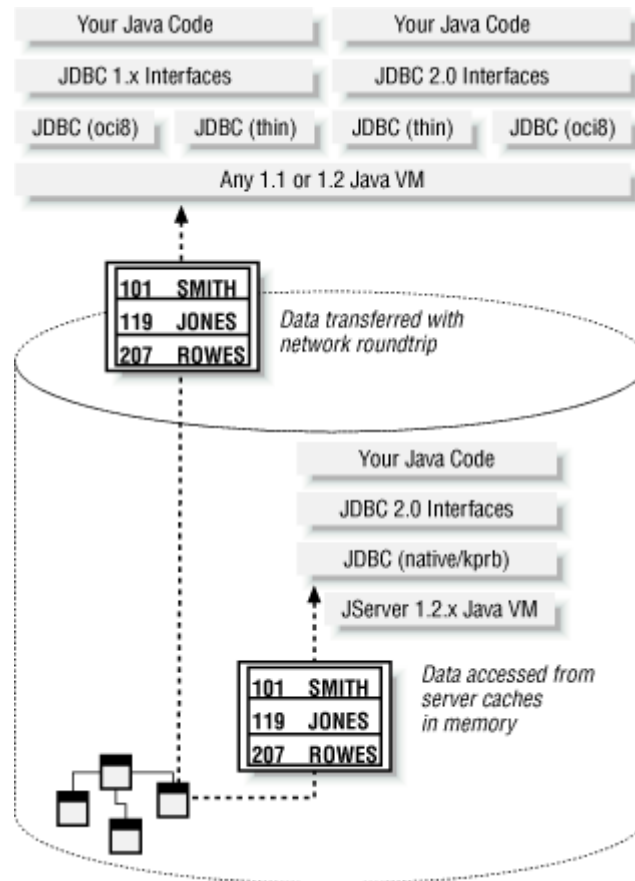 Your Java Code
Your Java Code
JDBC 1.x Interfaces
JDBC 2.0 Interfaces
JDBC (oci8)
JDBC (thin)
JDBC (thin)
JDBC (oci8)
Any 1.1 or 1.2 Java VM
101 SMITH
119 JONES
207 ROWES
Data transferred with
network roundtrip
Your Java Code
JDBC 2.0 Interfaces
JDBC (native/kprb)
JServer 1.2.x Java VM
101 SMITH
119 JONES
207 ROWES
Data accessed from
server caches
in memory